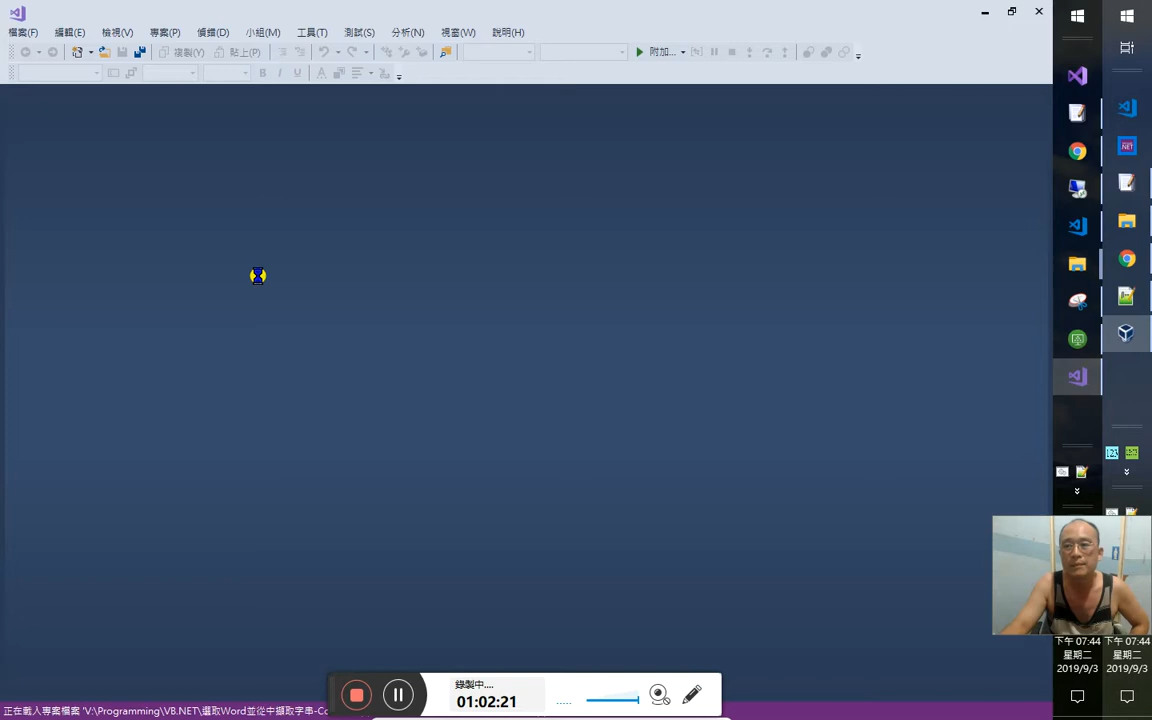 檔案(F) 編輯(E) 檢視(V) 專案(P) 偵錯(D) 小組(M) 工具(T) 測試(S) 分析(N) 視窗(W) 說明(H)
複製(Y) 貼上(P) 附加...
B I U A
NET
下午 07:44 下午 07:44
星期二 星期二
2019/9/3 2019/9/3
錄製中....
01:02:21
正在載入專案檔案 'V:\Programming\VB.NET\選取Word並從中擷取字串-Co